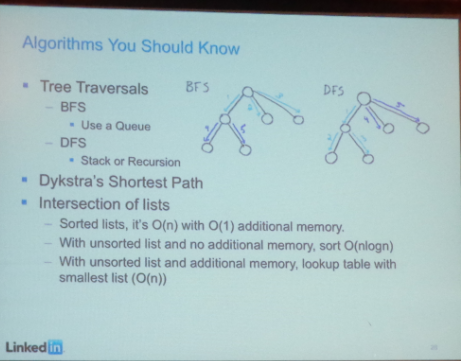 Algorithms You Should Know
Tree Traversals
BFS
Use a Queue
DFS
Stack or Recursion
BFS
DFS
Dykstra's Shortest Path
Intersection of lists
Sorted lists, it's O(n) with O(1) additional memory.
With unsorted list and no additional memory, sort O(nlogn)
With unsorted list and additional memory, lookup table with
smallest list (O(n))
Linked in